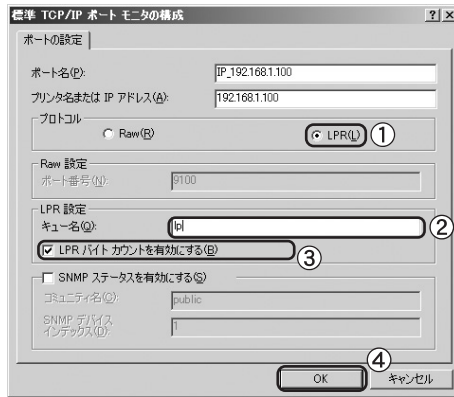 標準 TCP/IP ポート モニタの構成
ポートの設定
ポート名(P): IP_192.168.1.100
プリンタ名または IP アドレス(A): 192.168.1.100
プロトコル
Raw(R) LPR(L) ①
Raw 設定
ポート番号(N): 9100
LPR 設定
キュー名(Q): lp ②
LPR バイト カウントを有効にする(B) ③
SNMP ステータスを有効にする(S)
コミュニティ名(C): public
SNMP デバイス
インデックス(D): 1
④
OK キャンセル